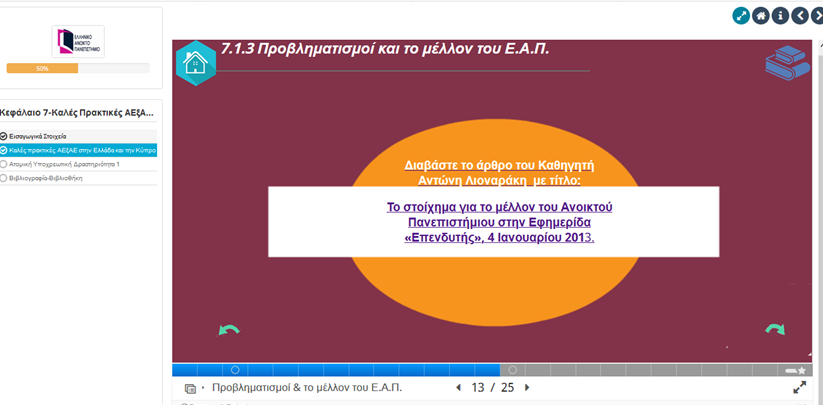 ΕΛΛΗΝΙΚΟ
ΑΝΟΙΚΤΟ
ΠΑΝΕΠΙΣΤΗΜΙΟ
50%
Κεφάλαιο 7-Καλές Πρακτικές ΑΕξΑ...
Εισαγωγικά Στοιχεία
Καλές πρακτικές ΑΕΞΑΕ στην Ελλάδα και την Κύπρο
Ατομική Υποχρεωτική Δραστηριότητα 1
Βιβλιογραφία-Βιβλιοθήκη
7.1.3 Προβληματισμοί και το μέλλον του Ε.Α.Π.
Διαβάστε το άρθρο του Καθηγητή
Αντώνη Λιοναράκη με τίτλο:
Το στοίχημα για το μέλλον του Ανοικτού
Πανεπιστήμιου στην Εφημερίδα
«Επενδυτής», 4 Ιανουαρίου 2013.
Προβληματισμοί & το μέλλον του Ε.Α.Π.
13 / 25